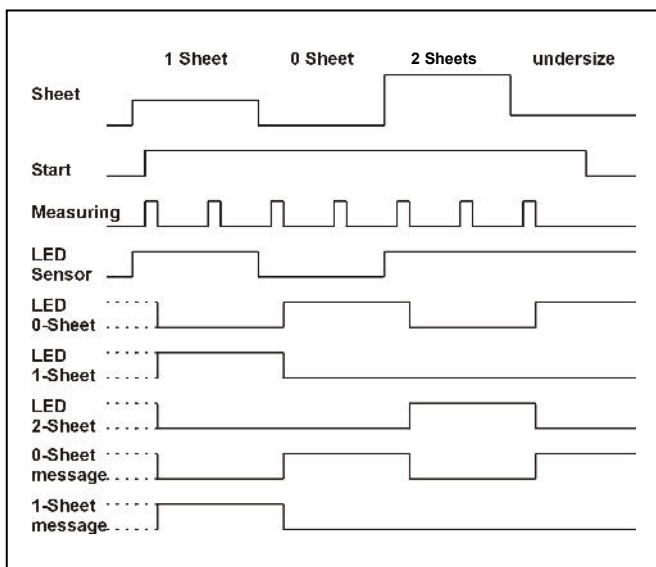 1 Sheet 0 Sheet 2 Sheets undersize
Sheet
Start
Measuring
LED
Sensor
LED
0-Sheet
LED
1-Sheet
LED
2-Sheet
0-Sheet
message
1-Sheet
message